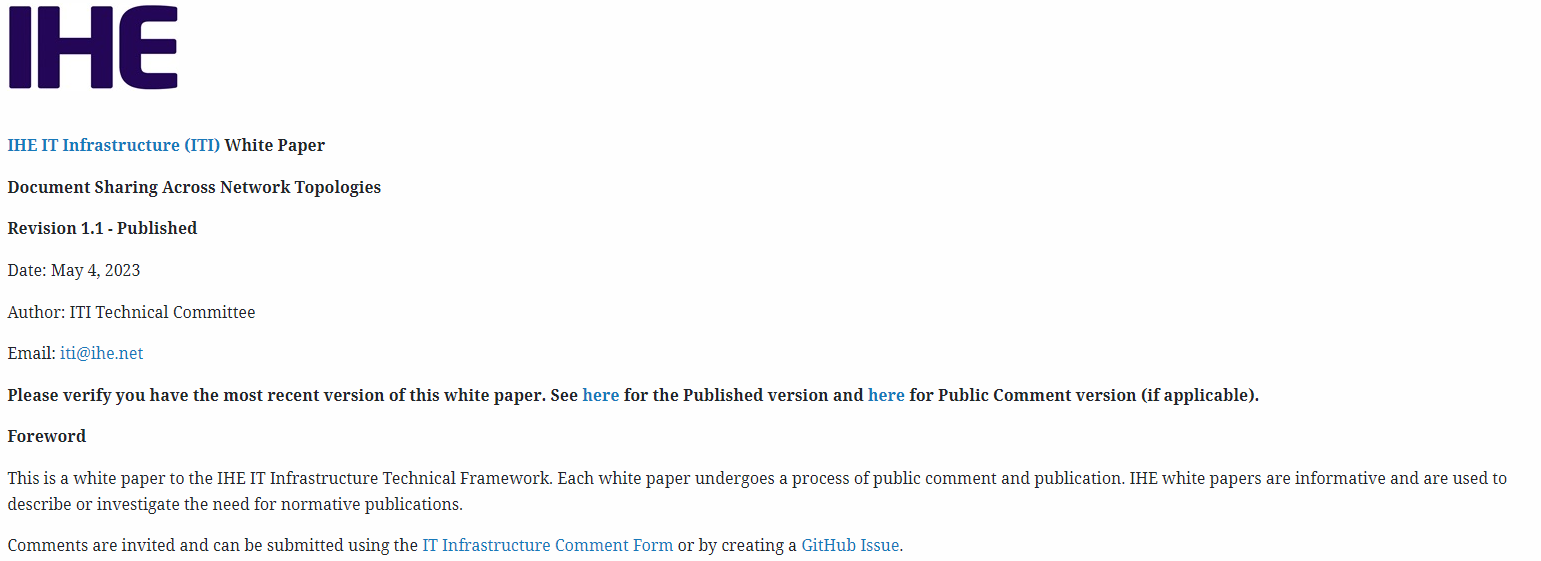 IHE
IHE IT Infrastructure (ITI) White Paper
Document Sharing Across Network Topologies
Revision 1.1 - Published
Date: May 4, 2023
Author: ITI Technical Committee
Email: iti@ihe.net
Please verify you have the most recent version of this white paper. See here for the Published version and here for Public Comment version (if applicable).
Foreword
This is a white paper to the IHE IT Infrastructure Technical Framework. Each white paper undergoes a process of public comment and publication. IHE white papers are informative and are used to
describe or investigate the need for normative publications.
Comments are invited and can be submitted using the IT Infrastructure Comment Form or by creating a GitHub Issue.